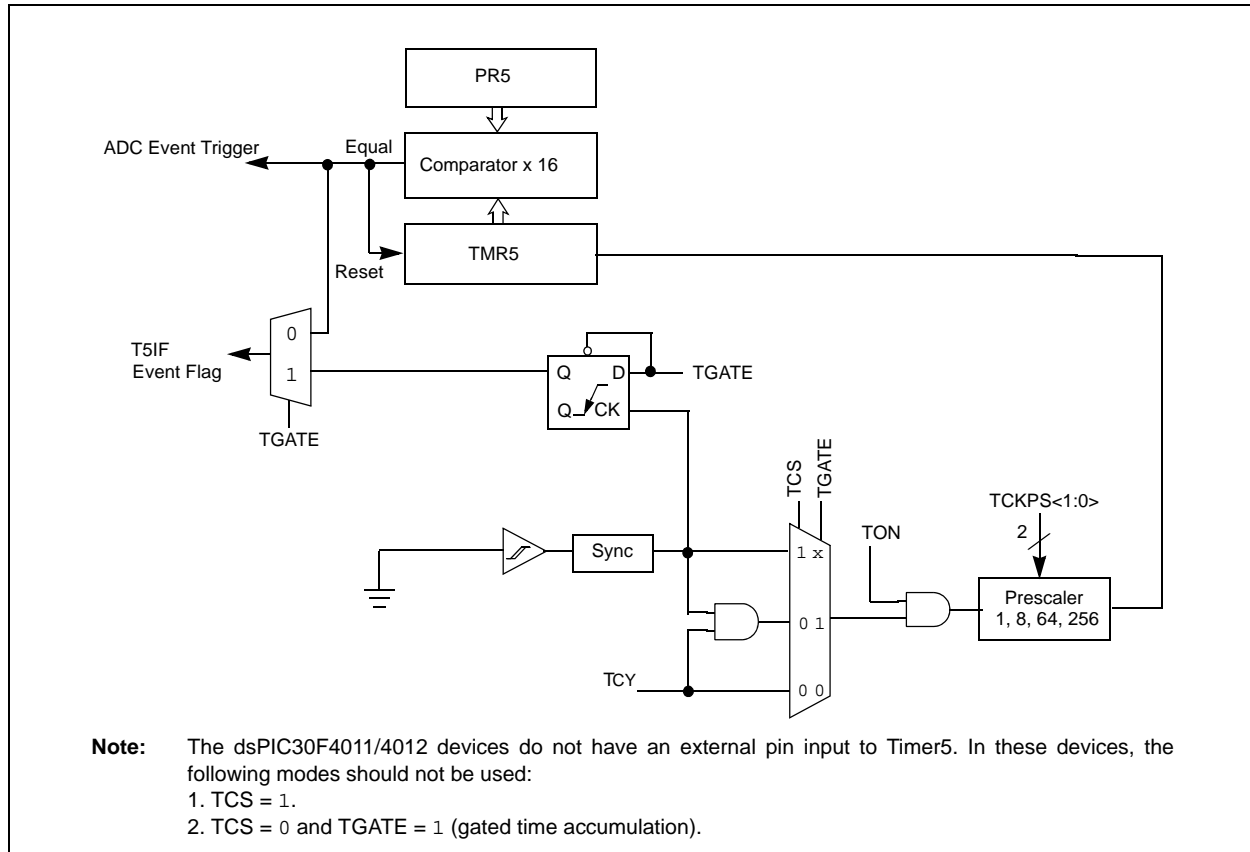 PR5
ADC Event Trigger
Equal
Comparator x 16
TMR5
Reset
0
1
T5IF
Event Flag
TGATE
Q D
Q CK
TGATE
TCS
TGATE
TCKPS<1:0>
2
TON
Sync
1 x
Prescaler
1, 8, 64, 256
0 1
TCY
0 0
Note: The dsPIC30F4011/4012 devices do not have an external pin input to Timer5. In these devices, the
following modes should not be used:
1. TCS = 1.
2. TCS = 0 and TGATE = 1 (gated time accumulation).